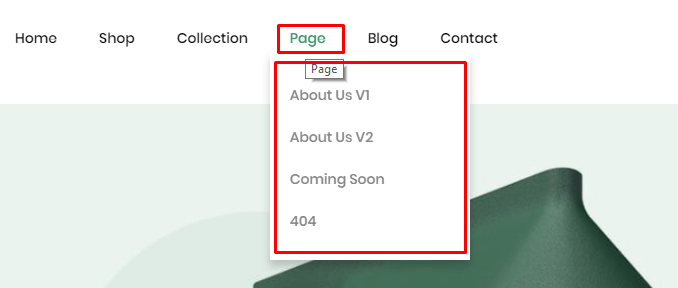 Home Shop Collection Page Blog Contact
Page
About Us V1
About Us V2
Coming Soon
404